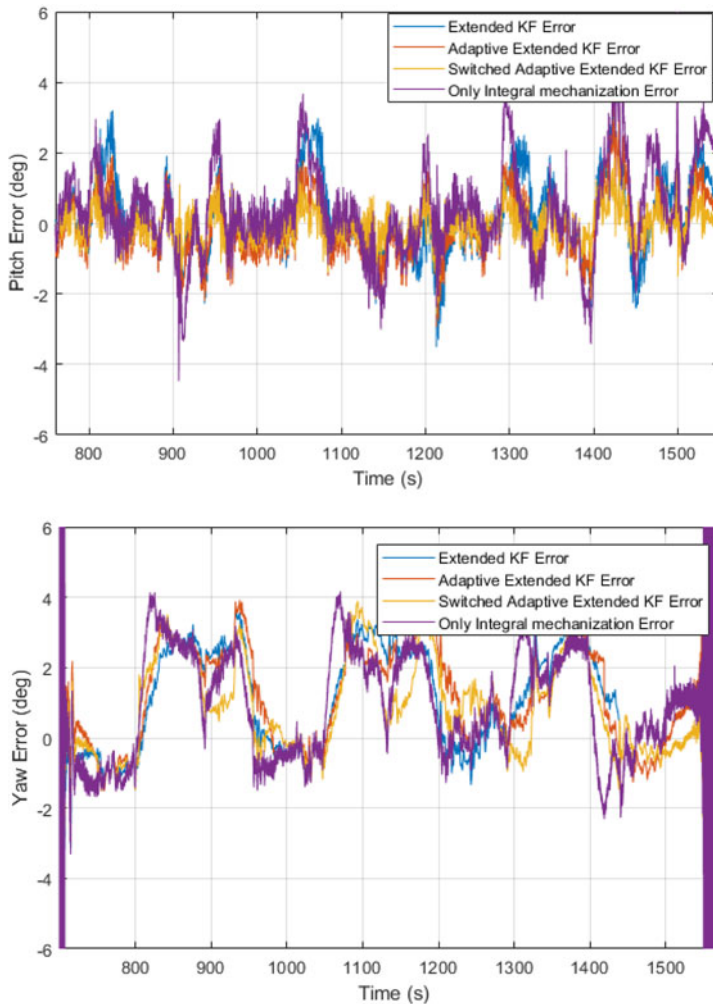 6
4
2
0
-2
-4
-6
Pitch Error (deg)
Extended KF Error
Adaptive Extended KF Error
Switched Adaptive Extended KF Error
Only Integral mechanization Error
800 900 1000 1100 1200 1300 1400 1500
Time (s)
6
4
2
0
-2
-4
-6
Yaw Error (deg)
Extended KF Error
Adaptive Extended KF Error
Switched Adaptive Extended KF Error
Only Integral mechanization Error
800 900 1000 1100 1200 1300 1400 1500
Time (s)